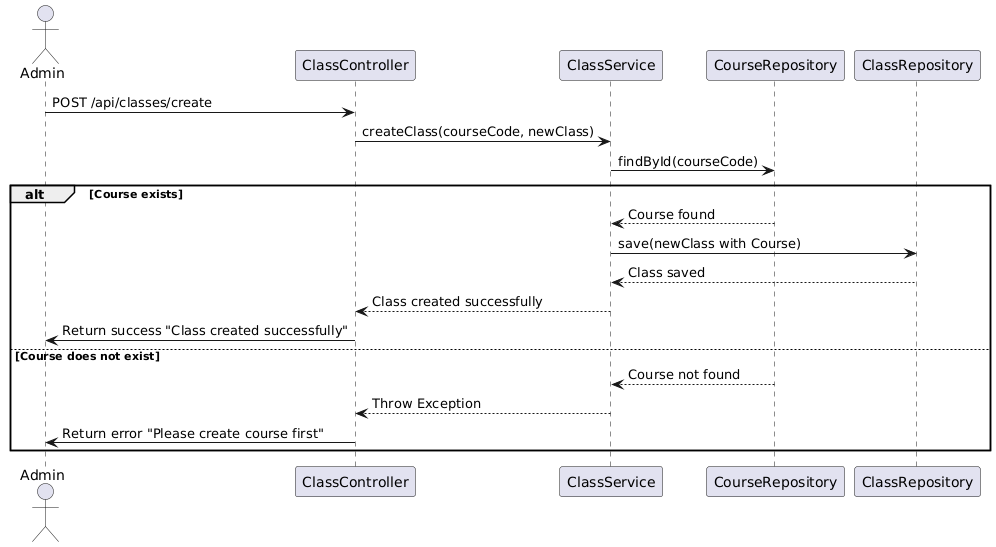 Admin
ClassController
ClassService
CourseRepository
ClassRepository
POST /api/classes/create
createClass(courseCode, newClass)
findById(courseCode)
alt
[Course exists]
Course found
save(newClass with Course)
Class saved
Class created successfully
Return success "Class created successfully"
[Course does not exist]
Course not found
Throw Exception
Return error "Please create course first"
Admin
ClassController
ClassService
CourseRepository
ClassRepository